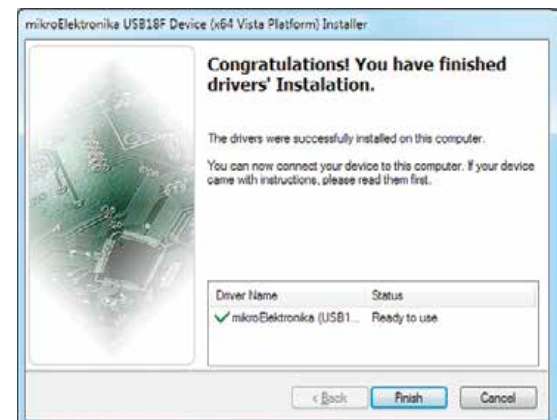 mikroElektronika USB18F Device (x64 Vista Platform) Installer
Congratulations! You have finished
drivers' Instalation.
The drivers were successfully installed on this computer.
You can now connect your device to this computer. If your device
came with instructions, please read them first.
Driver Name Status
mikroElektronika (USB1... Ready to use
< Back Finish Cancel